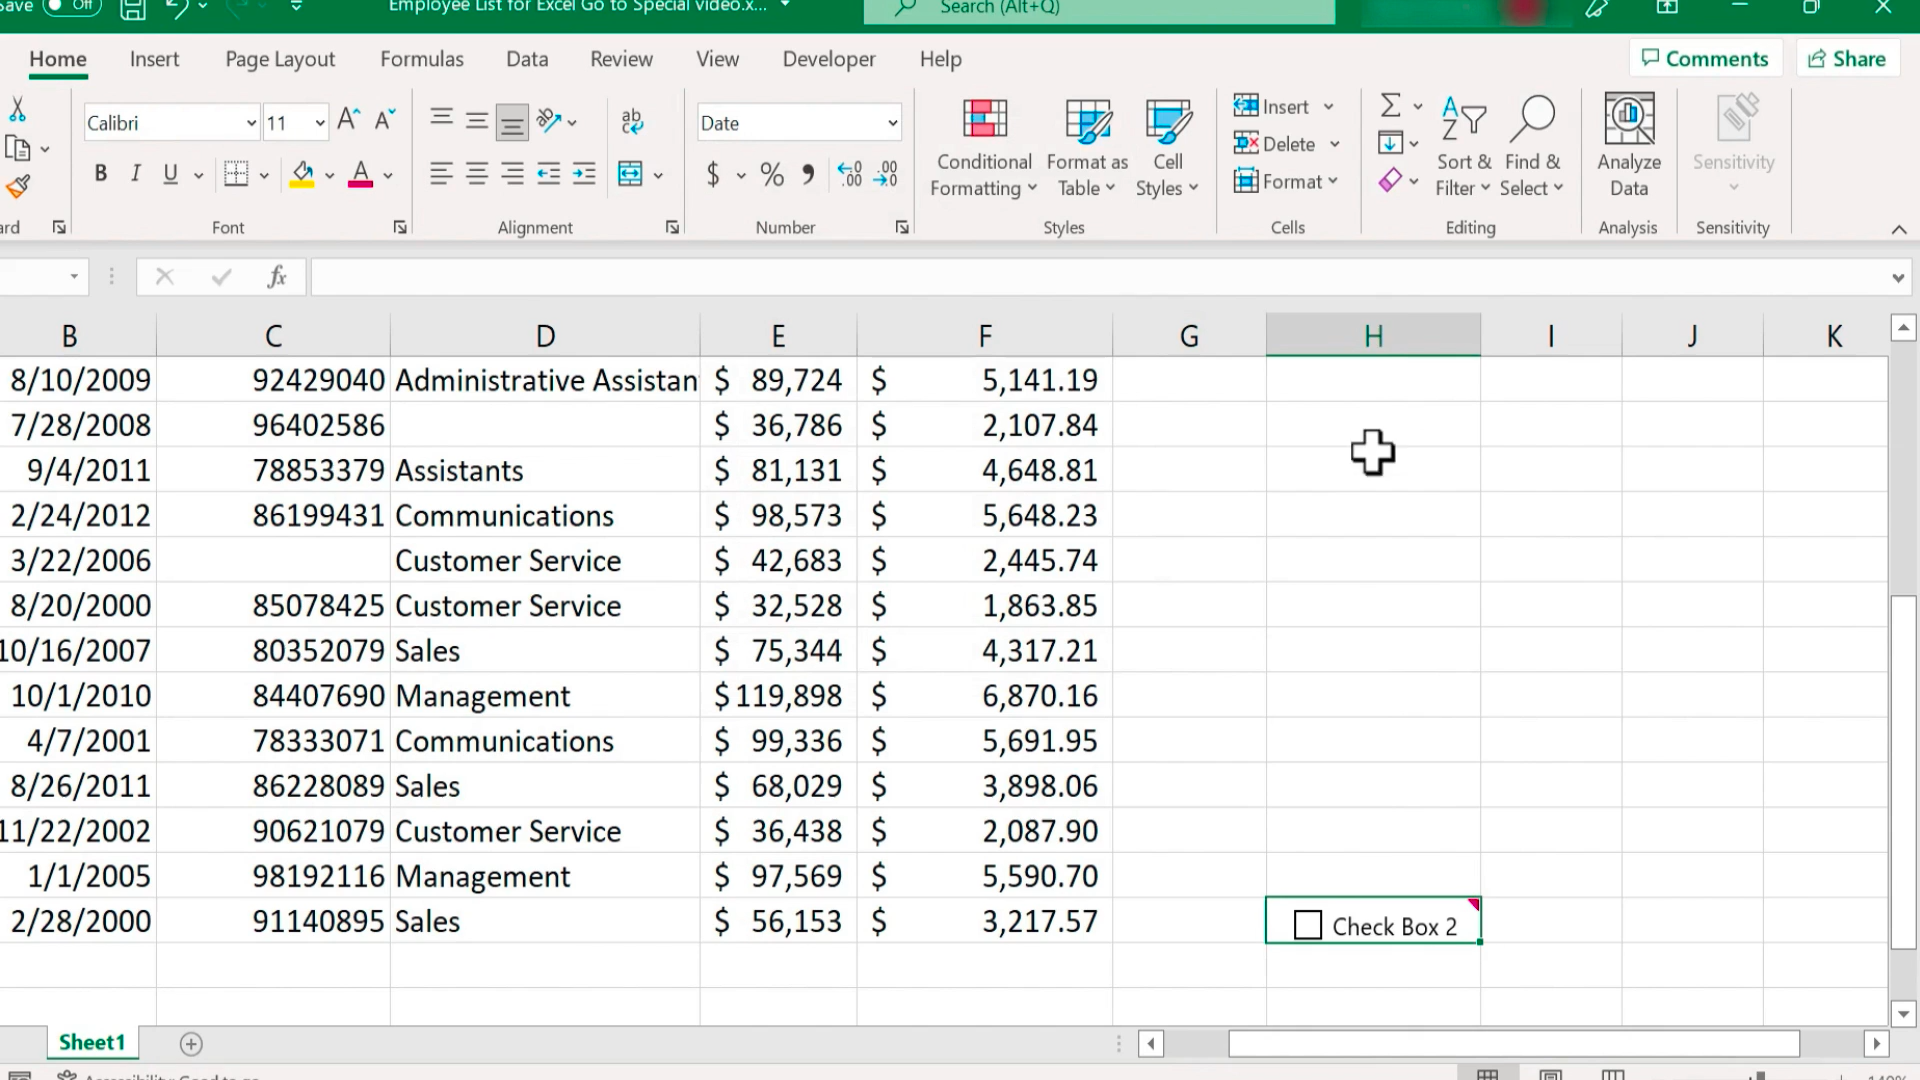 ave Off Employee List for Excel Go to Special video.x... Search (Alt+Q)
Home Insert Page Layout Formulas Data Review View Developer Help Comments Share
Calibri 11 Date Insert
Conditional Formatting Format as Table Cell Styles Delete Sort & Filter Find & Select Analyze Data Sensitivity
Format
ard Font Alignment Number Styles Cells Editing Analysis Sensitivity
B C D E F G H I J K
8/10/2009 92429040 Administrative Assistan $ 89,724 $ 5,141.19
7/28/2008 96402586 $ 36,786 $ 2,107.84
9/4/2011 78853379 Assistants $ 81,131 $ 4,648.81
2/24/2012 86199431 Communications $ 98,573 $ 5,648.23
3/22/2006 Customer Service $ 42,683 $ 2,445.74
8/20/2000 85078425 Customer Service $ 32,528 $ 1,863.85
10/16/2007 80352079 Sales $ 75,344 $ 4,317.21
10/1/2010 84407690 Management $ 119,898 $ 6,870.16
4/7/2001 78333071 Communications $ 99,336 $ 5,691.95
8/26/2011 86228089 Sales $ 68,029 $ 3,898.06
11/22/2002 90621079 Customer Service $ 36,438 $ 2,087.90
1/1/2005 98192116 Management $ 97,569 $ 5,590.70
2/28/2000 91140895 Sales $ 56,153 $ 3,217.57 Check Box 2
Sheet1